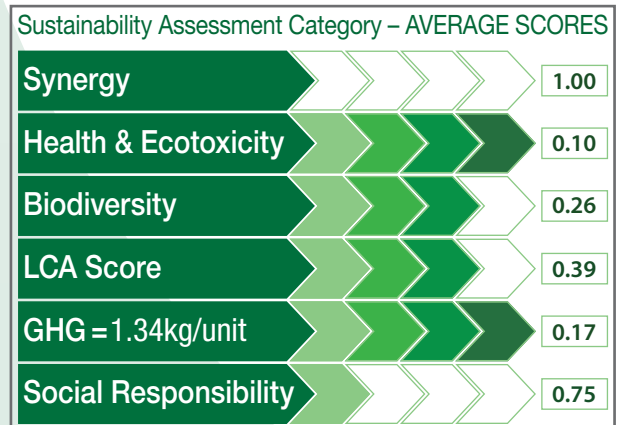 Sustainability Assessment Category – AVERAGE SCORES
Synergy 1.00
Health & Ecotoxicity 0.10
Biodiversity 0.26
LCA Score 0.39
GHG =1.34kg/unit 0.17
Social Responsibility 0.75